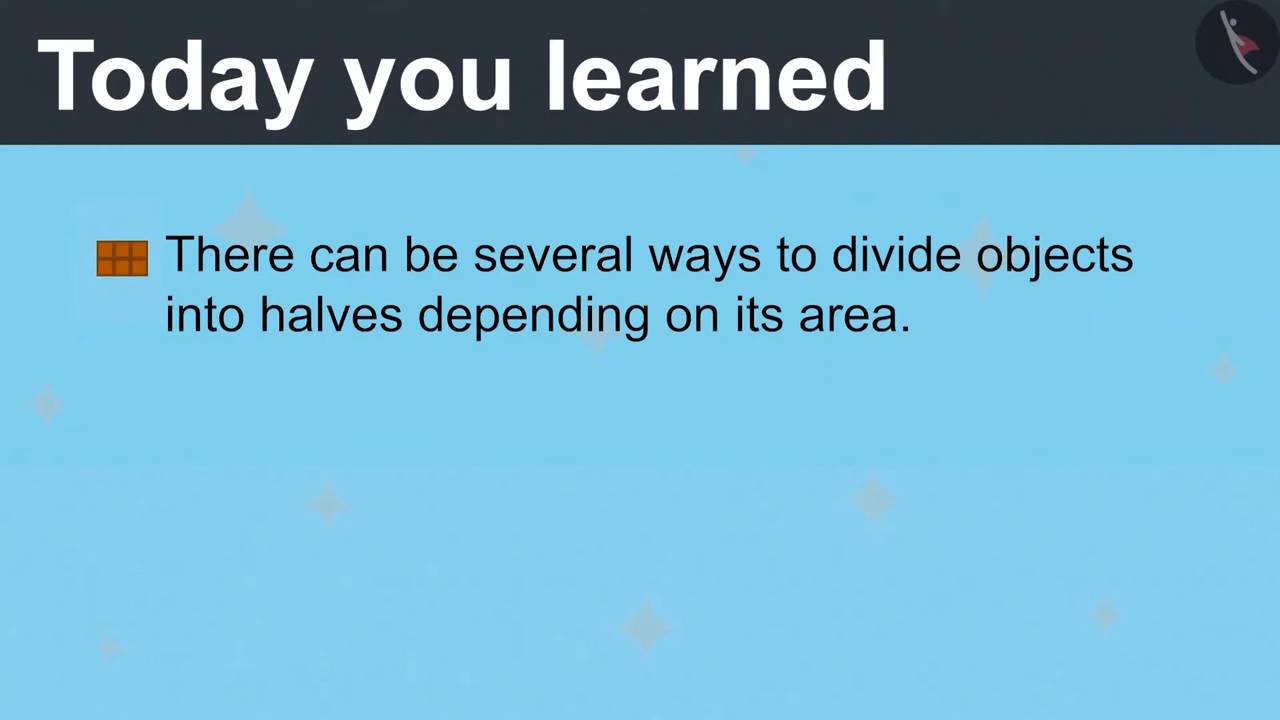 Today you learned
There can be several ways to divide objects
into halves depending on its area.